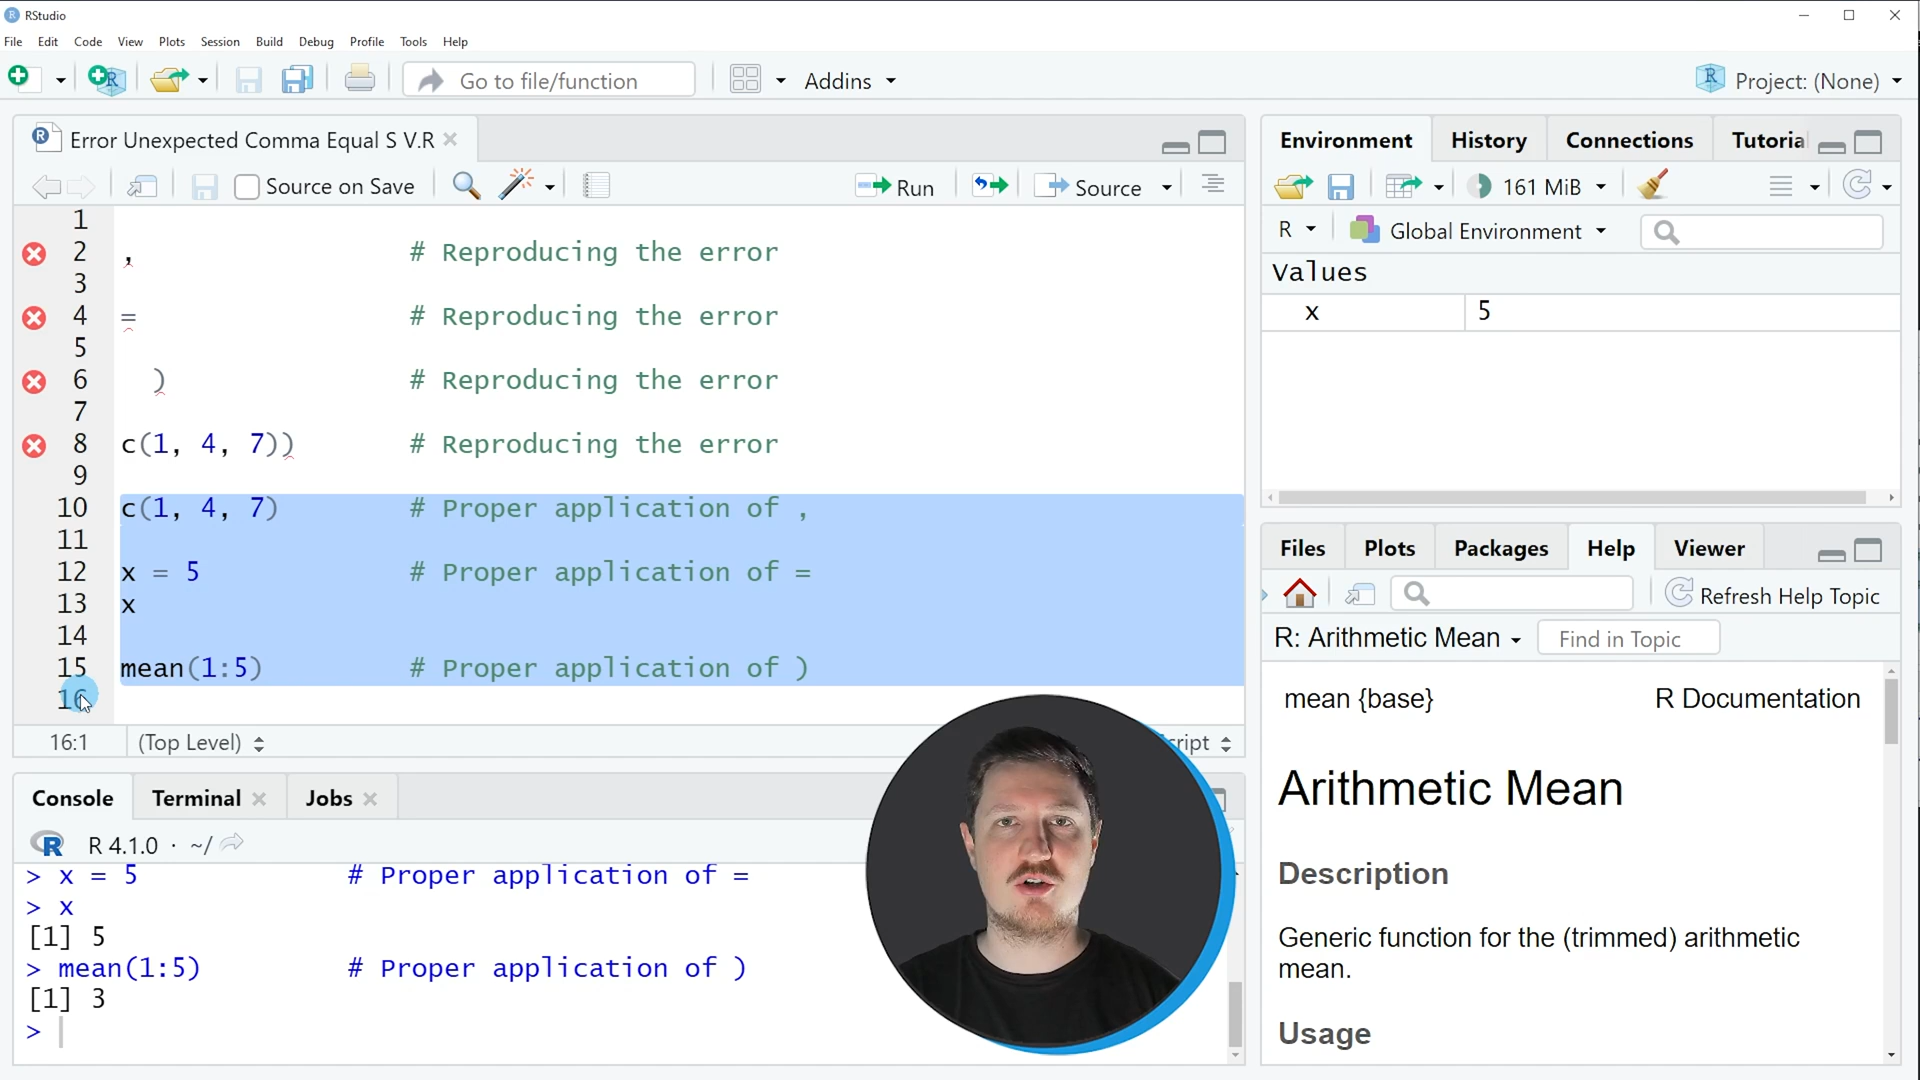 RStudio
File Edit Code View Plots Session Build Debug Profile Tools Help
Go to file/function Addins Project: (None)
Error Unexpected Comma Equal S V.R
Source on Save Run Source
1
2 , # Reproducing the error
3
4 = # Reproducing the error
5
6 ) # Reproducing the error
7
8 c(1, 4, 7)) # Reproducing the error
9
10 c(1, 4, 7) # Proper application of ,
11
12 x = 5 # Proper application of =
13 x
14
15 mean(1:5) # Proper application of )
16
16:1 (Top Level) cript
Console Terminal Jobs
R 4.1.0 · ~/
> x = 5 # Proper application of =
> x
[1] 5
> mean(1:5) # Proper application of )
[1] 3
>
Environment History Connections Tutoria
161 MiB
R Global Environment
Values
x 5
Files Plots Packages Help Viewer
Refresh Help Topic
R: Arithmetic Mean Find in Topic
mean {base} R Documentation
Arithmetic Mean
Description
Generic function for the (trimmed) arithmetic
mean.
Usage